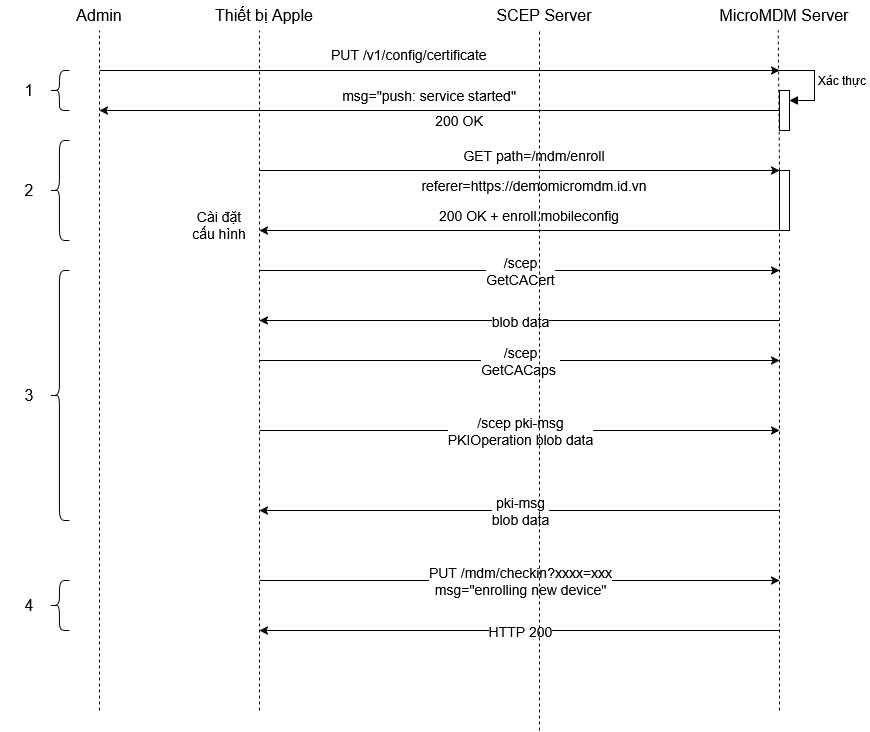 Admin
Thiết bị Apple
SCEP Server
MicroMDM Server
PUT /v1/config/certificate
Xác thực
1
msg="push: service started"
200 OK
GET path=/mdm/enroll
2
referer=https://demomicromdm.id.vn
200 OK + enroll.mobileconfig
Cài đặt
cấu hình
/scep
GetCACert
blob data
/scep
GetCACaps
3
/scep pki-msg
PKIOperation blob data
pki-msg
blob data
PUT /mdm/checkin?xxxx=xxx
msg="enrolling new device"
4
HTTP 200